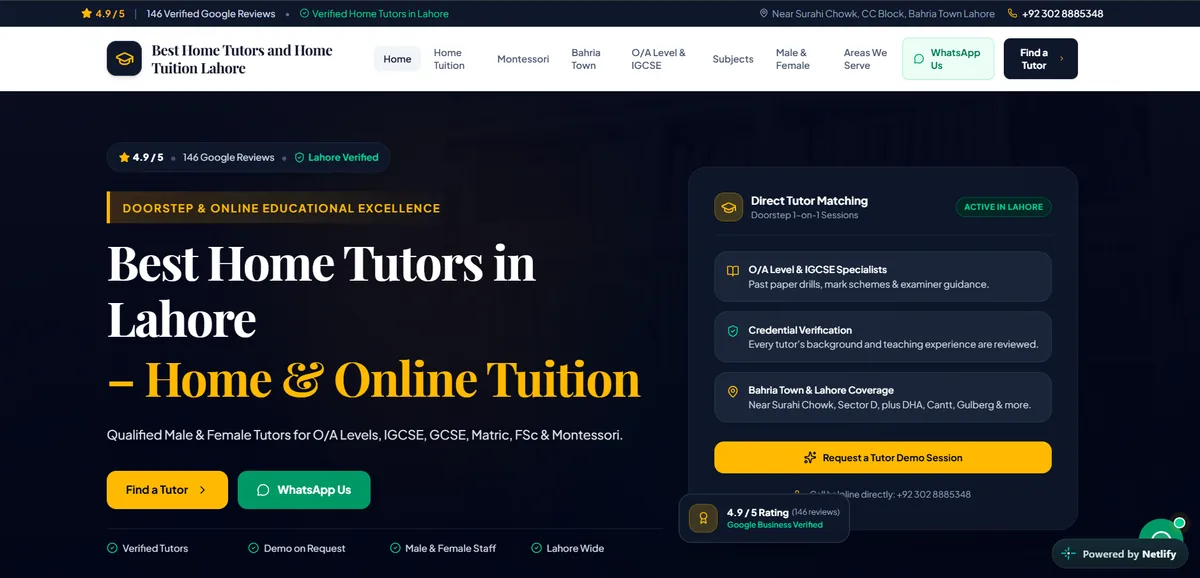 4.9 / 5 | 146 Verified Google Reviews • Verified Home Tutors in Lahore
Near Surahi Chowk, CC Block, Bahria Town Lahore
+92 302 8885348
Best Home Tutors and Home
Tuition Lahore
Home
Home
Tuition
Montessori
Bahria
Town
O/A Level &
IGCSE
Subjects
Male &
Female
Areas We
Serve
WhatsApp
Us
Find a
Tutor
4.9 / 5 • 146 Google Reviews • Lahore Verified
DOORSTEP & ONLINE EDUCATIONAL EXCELLENCE
Best Home Tutors in
Lahore
– Home & Online Tuition
Qualified Male & Female Tutors for O/A Levels, IGCSE, GCSE, Matric, FSc & Montessori.
Find a Tutor
WhatsApp Us
Verified Tutors
Demo on Request
Male & Female Staff
Lahore Wide
Direct Tutor Matching
Doorstep 1-on-1 Sessions
ACTIVE IN LAHORE
O/A Level & IGCSE Specialists
Past paper drills, mark schemes & examiner guidance.
Credential Verification
Every tutor's background and teaching experience are reviewed.
Bahria Town & Lahore Coverage
Near Surahi Chowk, Sector D, plus DHA, Cantt, Gulberg & more.
Request a Tutor Demo Session
directly: +92 302 8885348
4.9 / 5 Rating (146 reviews)
Google Business Verified
Powered by Netlify